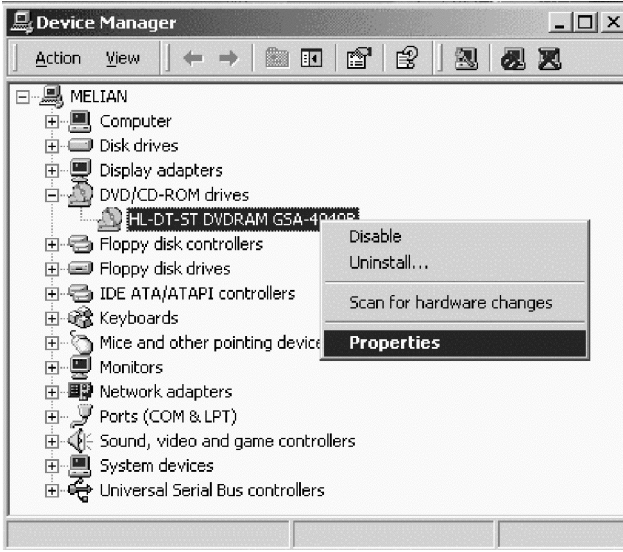 Device Manager
Action View
MELIAN
Computer
Disk drives
Display adapters
DVD/CD-ROM drives
HL-DT-ST DVDRAM GSA-4040B
Floppy disk controllers
Floppy disk drives
IDE ATA/ATAPI controllers
Keyboards
Mice and other pointing device
Monitors
Network adapters
Ports (COM & LPT)
Sound, video and game controllers
System devices
Universal Serial Bus controllers
Disable
Uninstall...
Scan for hardware changes
Properties